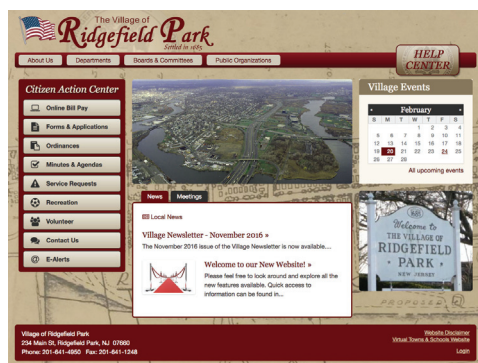 The Village of
Ridgefield Park
Settled in 1685
HELP
CENTER
About Us
Departments
Boards & Committees
Public Organizations
Citizen Action Center
Online Bill Pay
Forms & Applications
Ordinances
Minutes & Agendas
Service Requests
Recreation
Volunteer
Contact Us
E-Alerts
Village Events
February
S M T W T F S
1 2 3 4
5 6 7 8 9 10 11
12 13 14 15 16 17 18
19 20 21 22 23 24 25
26 27 28
All upcoming events
News
Meetings
Local News
Village Newsletter - November 2016 »
The November 2016 issue of the Village Newsletter is now available....
Welcome to our New Website! »
Please feel free to look around and explore all the
new features available. Quick access to
information can be found in...
Welcome to
THE VILLAGE OF
RIDGEFIELD
PARK
NEW JERSEY
PROPOSED
Village of Ridgefield Park
234 Main St, Ridgefield Park, NJ 07660
Phone: 201-641-4950 Fax: 201-641-1248
Website Disclaimer
Virtual Towns & Schools Website
Login